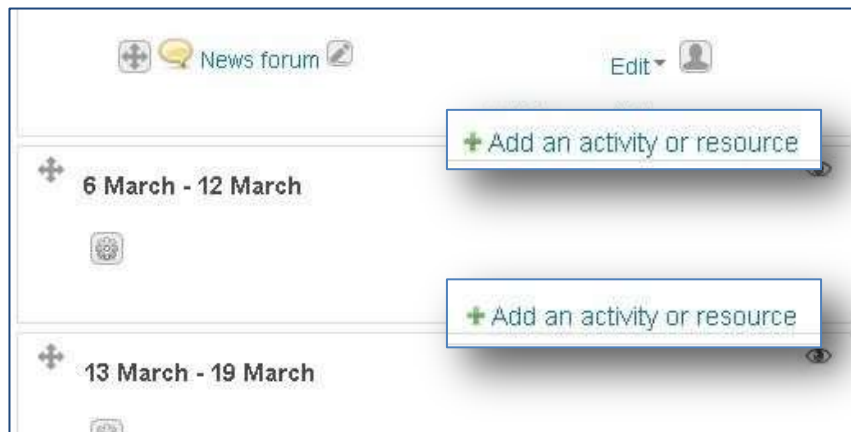 News forum
Edit
Add an activity or resource
6 March - 12 March
Add an activity or resource
13 March - 19 March